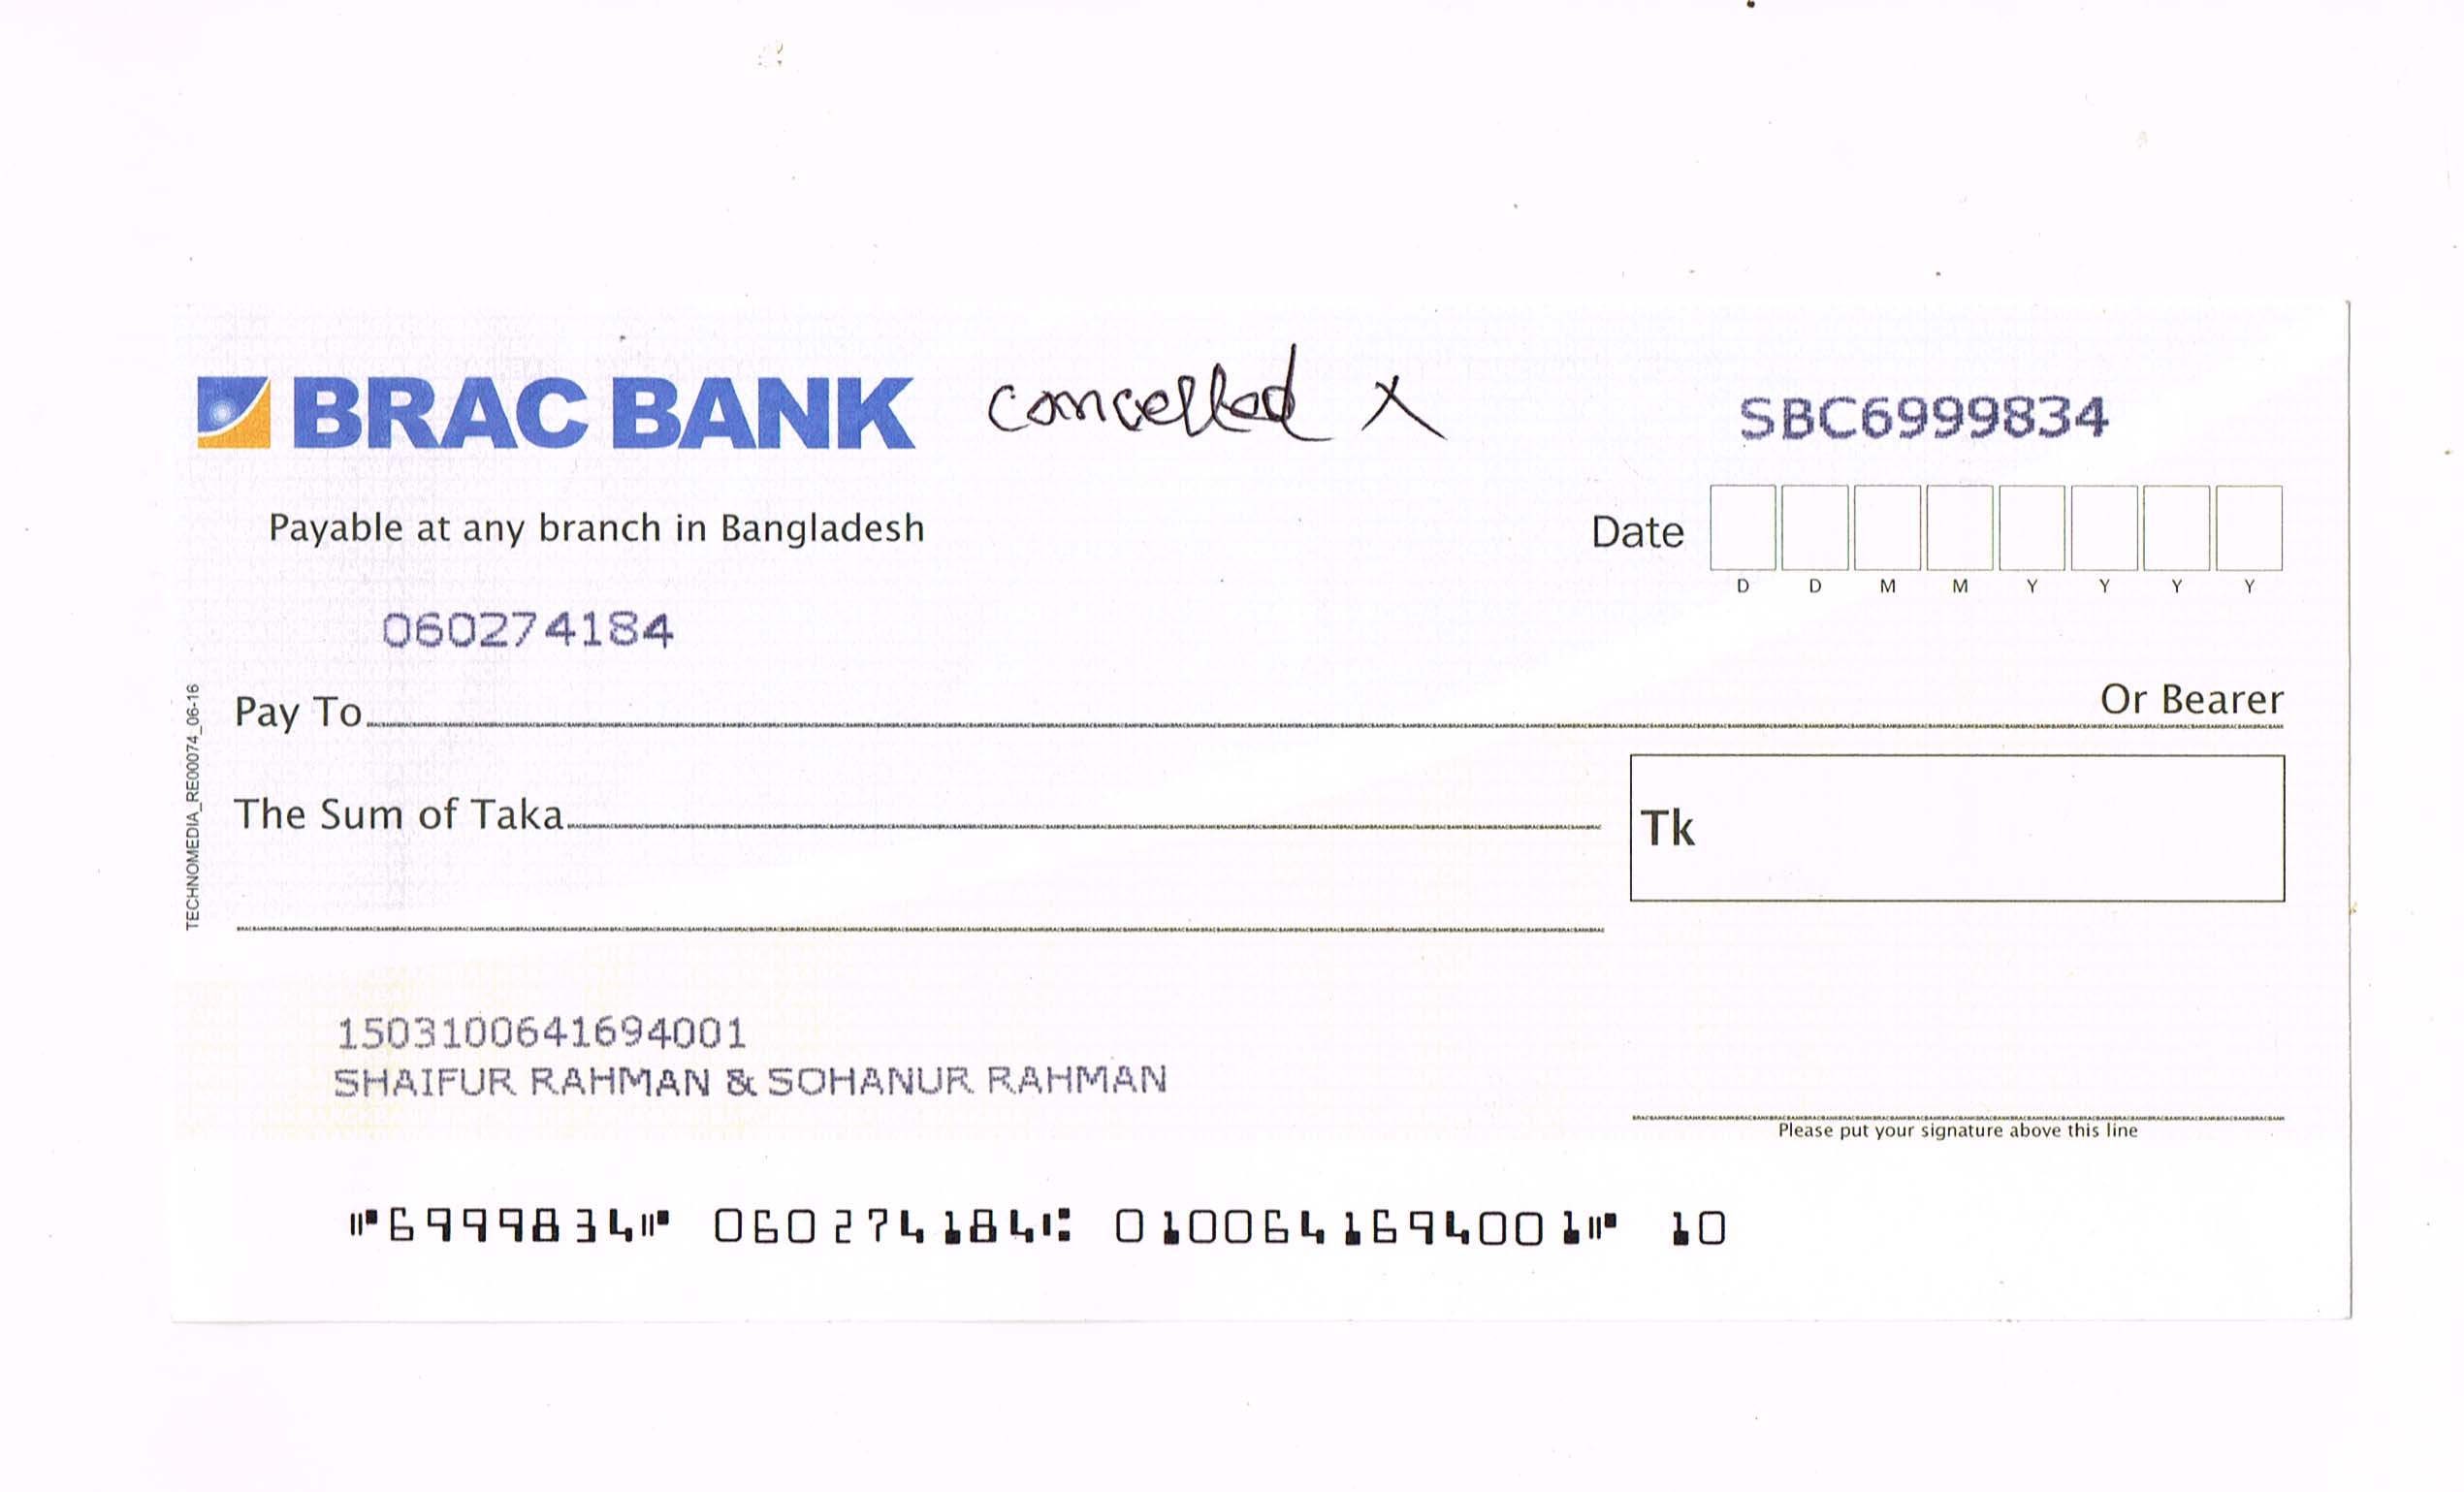 BRAC BANK cancelled X SBC6999834
Payable at any branch in Bangladesh
Date
D D M M Y Y Y Y
060274184
Pay To Or Bearer
The Sum of Taka
Tk
TECHNOMEDIA_RE00074_06-16
1503100641694001
SHAIFUR RAHMAN & SOHANUR RAHMAN
Please put your signature above this line
⑈6999834⑈ 060274184⑆ 0100641694001⑈ 10